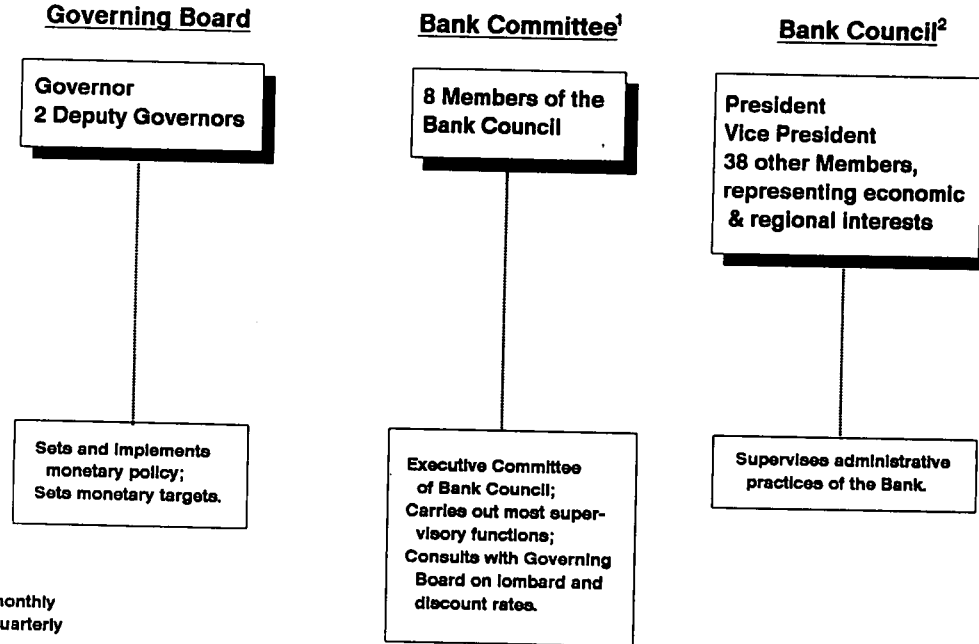 Governing Board
Governor
2 Deputy Governors
Sets and implements
monetary policy;
Sets monetary targets.
Bank Committee¹
8 Members of the
Bank Council
Executive Committee
of Bank Council;
Carries out most super-
visory functions;
Consults with Governing
Board on lombard and
discount rates.
Bank Council²
President
Vice President
38 other Members,
representing economic
& regional interests
Supervises administrative
practices of the Bank.
onthly
uarterly